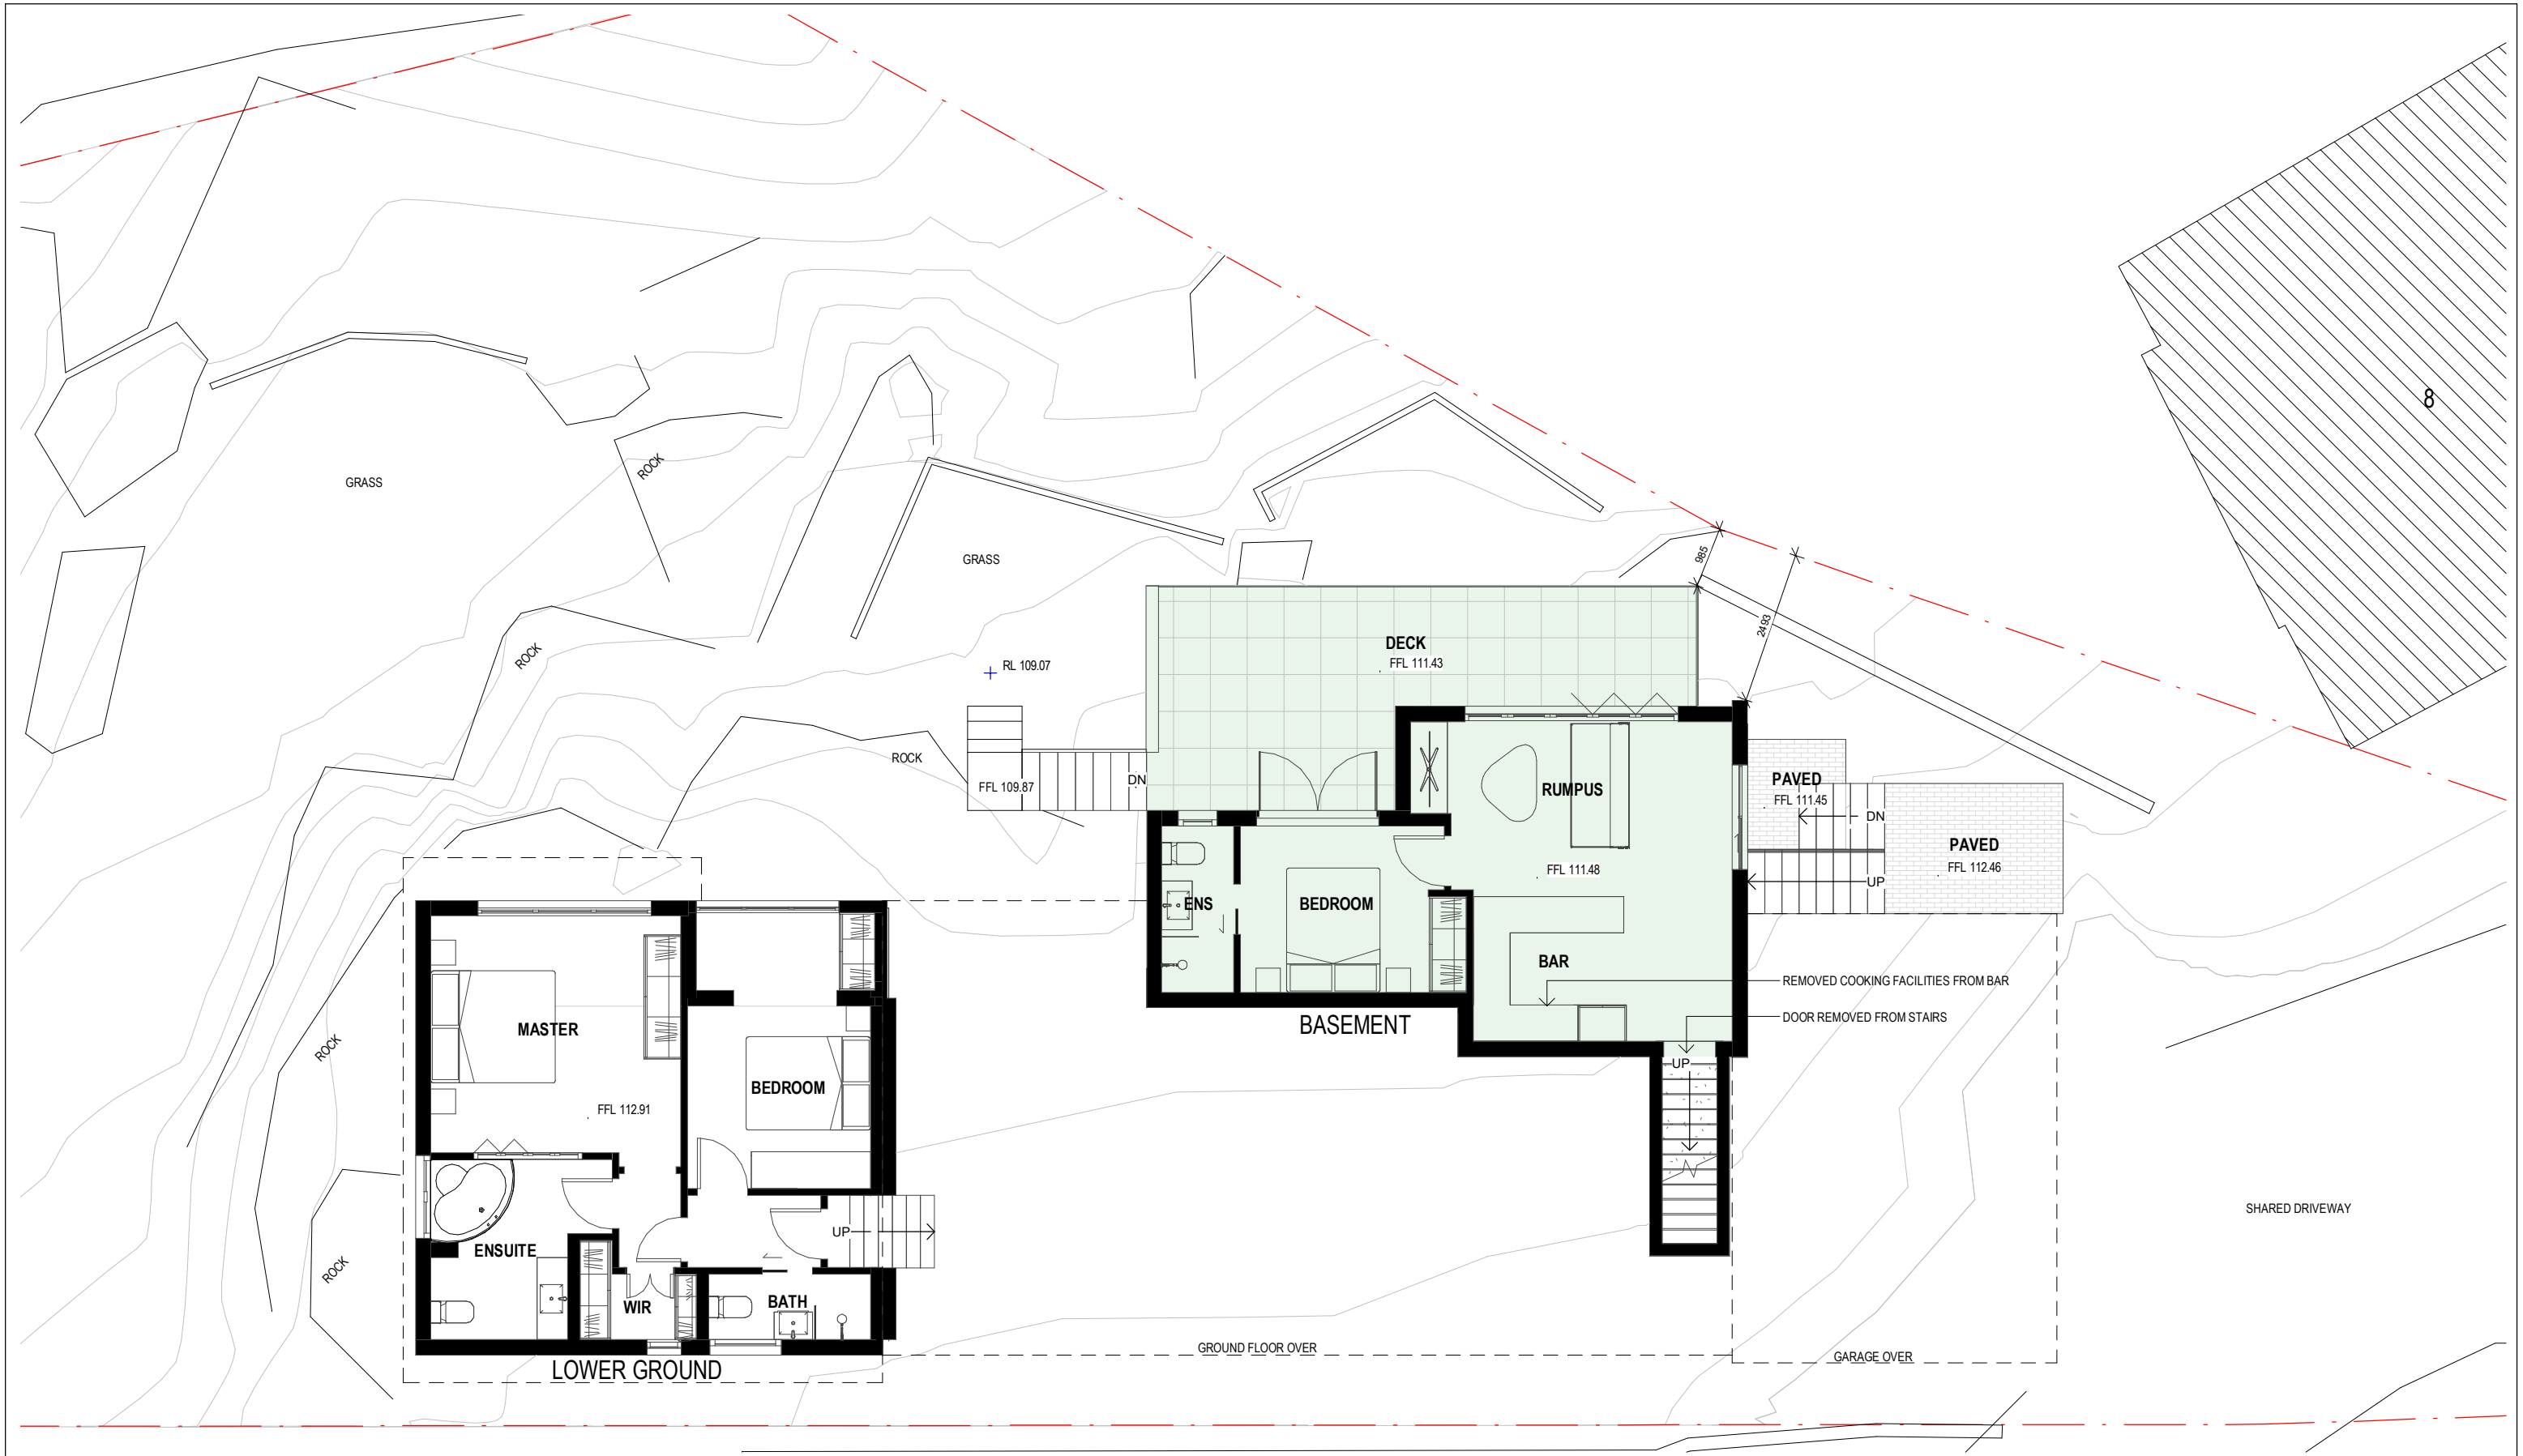 8
ROCK
GRASS
985
GRASS
2493
DECK
FFL 111.43
ROCK
RL 109.07
ROCK
FFL 109.87
DN
RUMPUS
PAVED
FFL 111.45
DN
PAVED
FFL 112.46
FFL 111.48
UP
ENS
BEDROOM
BAR
REMOVED COOKING FACILITIES FROM BAR
DOOR REMOVED FROM STAIRS
BASEMENT
UP
MASTER
ROCK
BEDROOM
FFL 112.91
SHARED DRIVEWAY
UP
ENSUITE
ROCK
WIR
BATH
GROUND FLOOR OVER
GARAGE OVER
LOWER GROUND